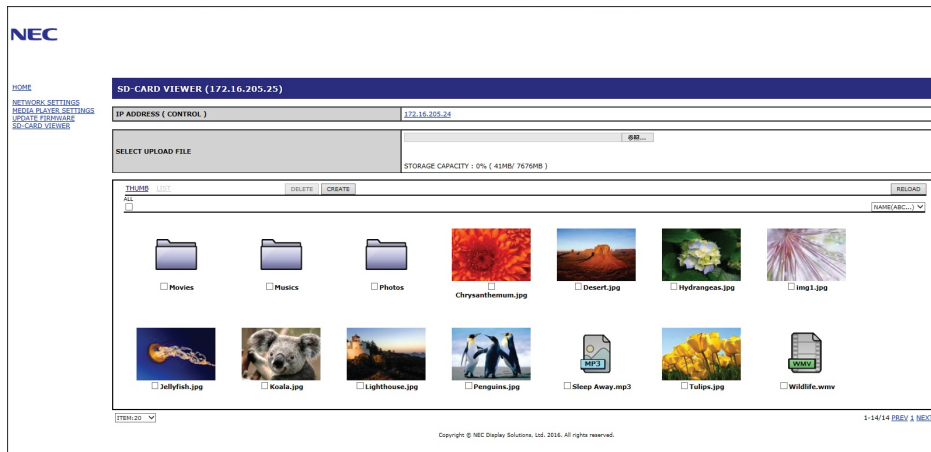 NEC
HOME
NETWORK SETTINGS
MEDIA PLAYER SETTINGS
UPDATE FIRMWARE
SD-CARD VIEWER
SD-CARD VIEWER (172.16.205.25)
IP ADDRESS ( CONTROL ) 172.16.205.24
SELECT UPLOAD FILE 参照...
STORAGE CAPACITY : 0% ( 41MB/ 7676MB )
THUMB LIST DELETE CREATE RELOAD
ALL
NAME(ABC...)
Movies Musics Photos Chrysanthemum.jpg Desert.jpg Hydrangeas.jpg img1.jpg
MP3 WMV
Jellyfish.jpg Koala.jpg Lighthouse.jpg Penguins.jpg Sleep Away.mp3 Tulips.jpg Wildlife.wmv
ITEM:20 1-14/14 PREV 1 NEXT
Copyright © NEC Display Solutions, Ltd. 2016. All rights reserved.